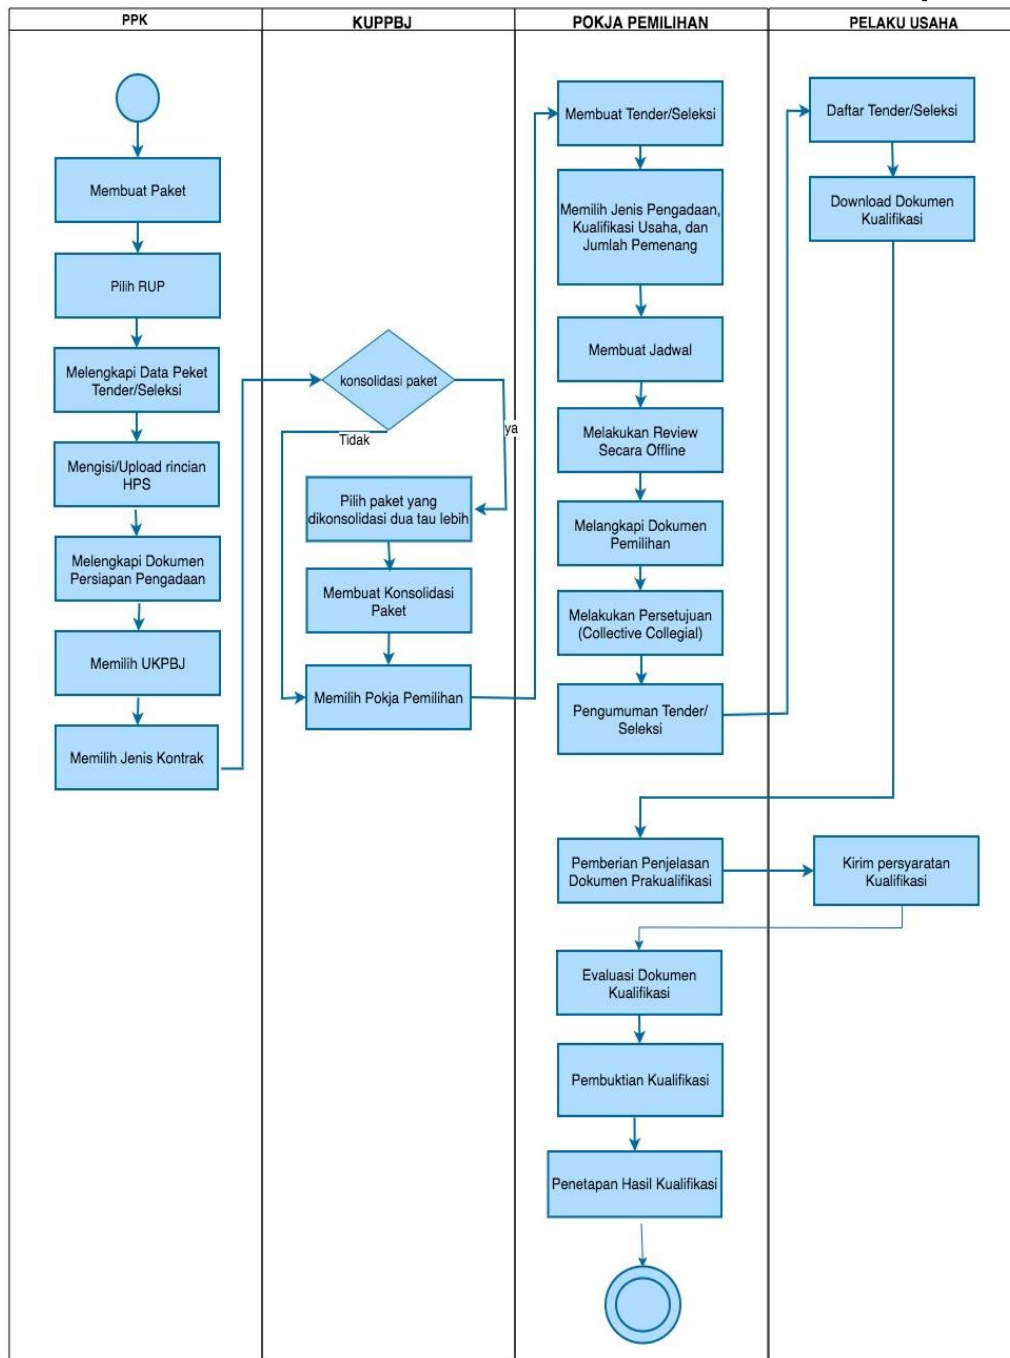 PPK
KUPPBJ
POKJA PEMILIHAN
PELAKU USAHA
Membuat Paket
Pilih RUP
Melengkapi Data Peket
Tender/Seleksi
Mengisi/Upload rincian
HPS
Melengkapi Dokumen
Persiapan Pengadaan
Memilih UKPBJ
Memilih Jenis Kontrak
konsolidasi paket
Tidak
ya
Pilih paket yang
dikonsolidasi dua tau lebih
Membuat Konsolidasi
Paket
Memilih Pokja Pemilihan
Membuat Tender/Seleksi
Memilih Jenis Pengadaan,
Kualifikasi Usaha, dan
Jumlah Pemenang
Membuat Jadwal
Melakukan Review
Secara Offline
Melangkapi Dokumen
Pemilihan
Melakukan Persetujuan
(Collective Collegial)
Pengumuman Tender/
Seleksi
Daftar Tender/Seleksi
Download Dokumen
Kualifikasi
Pemberian Penjelasan
Dokumen Prakualifikasi
Kirim persyaratan
Kualifikasi
Evaluasi Dokumen
Kualifikasi
Pembuktian Kualifikasi
Penetapan Hasil Kualifikasi